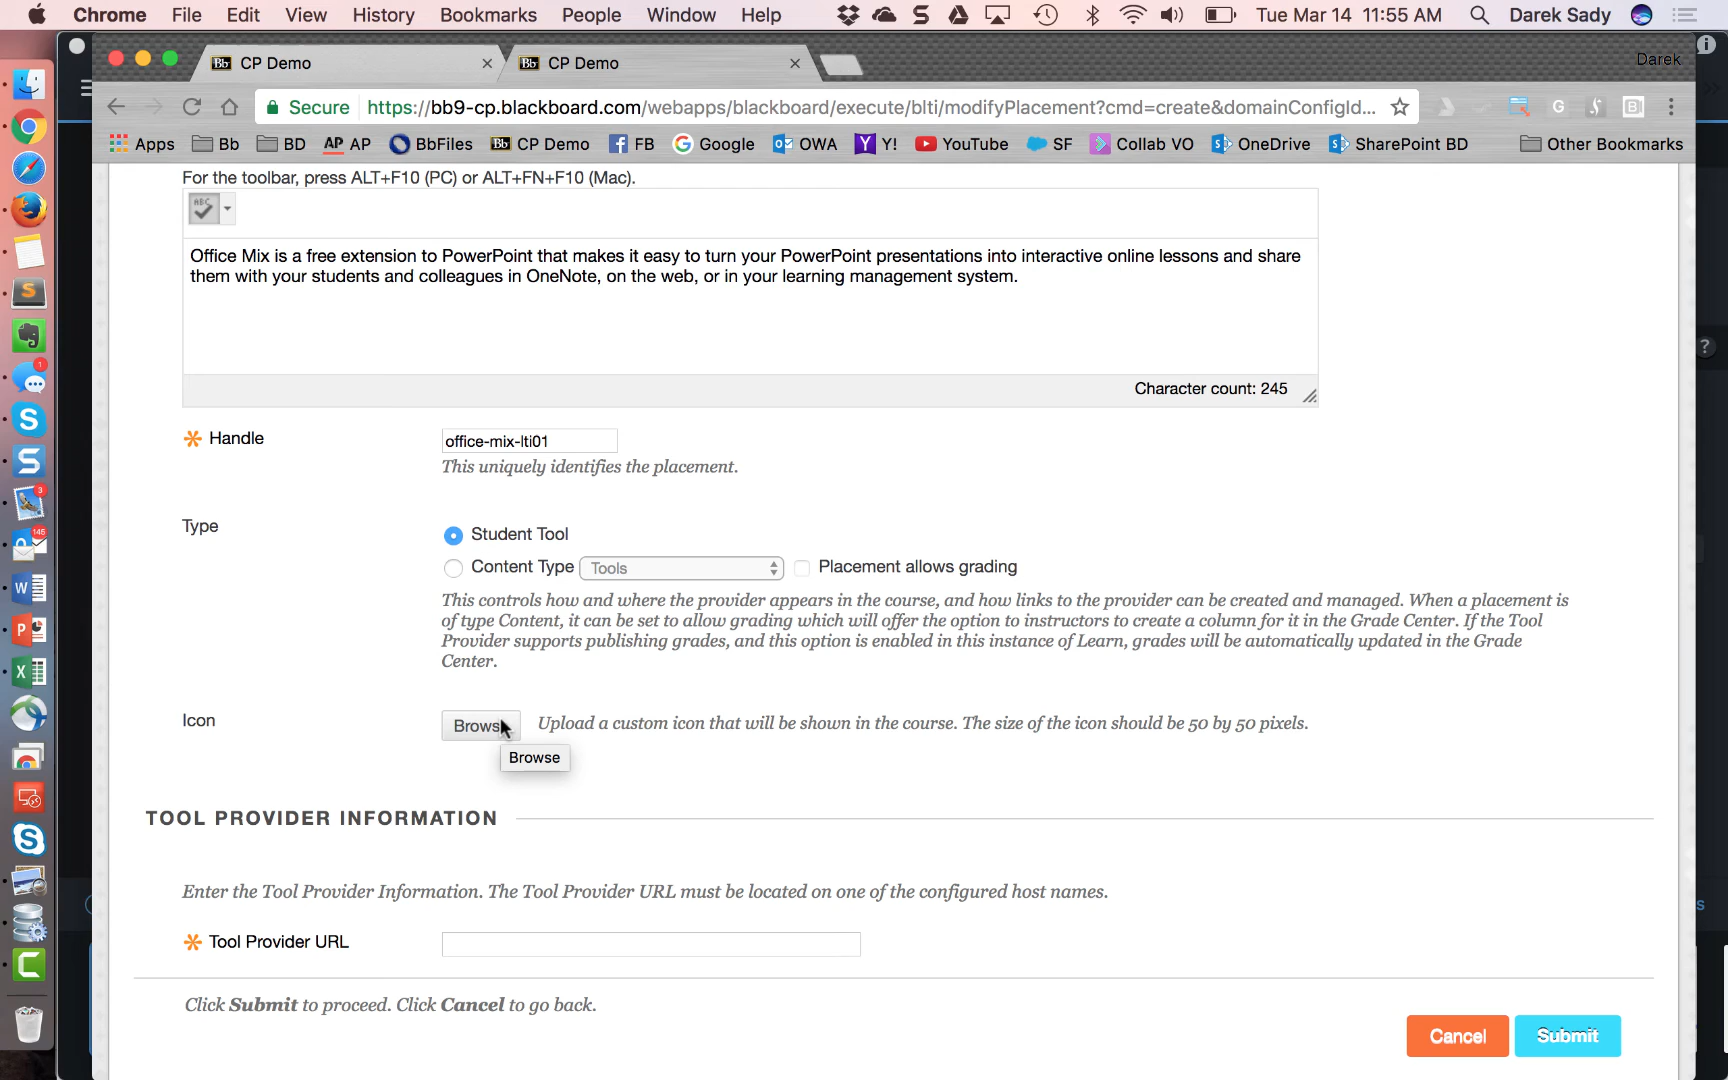 Chrome File Edit View History Bookmarks People Window Help Tue Mar 14 11:55 AM Darek Sady
Bb CP Demo Bb CP Demo Darek
Secure https://bb9-cp.blackboard.com/webapps/blackboard/execute/blti/modifyPlacement?cmd=create&domainConfigId...
Apps Bb BD AP AP BbFiles Bb CP Demo FB Google OWA Y! YouTube SF Collab VO OneDrive SharePoint BD Other Bookmarks
For the toolbar, press ALT+F10 (PC) or ALT+FN+F10 (Mac).
ABC
Office Mix is a free extension to PowerPoint that makes it easy to turn your PowerPoint presentations into interactive online lessons and share
them with your students and colleagues in OneNote, on the web, or in your learning management system.
Character count: 245
Handle office-mix-lti01
This uniquely identifies the placement.
Type Student Tool
Content Type Tools Placement allows grading
This controls how and where the provider appears in the course, and how links to the provider can be created and managed. When a placement is
of type Content, it can be set to allow grading which will offer the option to instructors to create a column for it in the Grade Center. If the Tool
Provider supports publishing grades, and this option is enabled in this instance of Learn, grades will be automatically updated in the Grade
Center.
Icon Brows Upload a custom icon that will be shown in the course. The size of the icon should be 50 by 50 pixels.
Browse
TOOL PROVIDER INFORMATION
Enter the Tool Provider Information. The Tool Provider URL must be located on one of the configured host names.
Tool Provider URL
Click Submit to proceed. Click Cancel to go back.
Cancel Submit